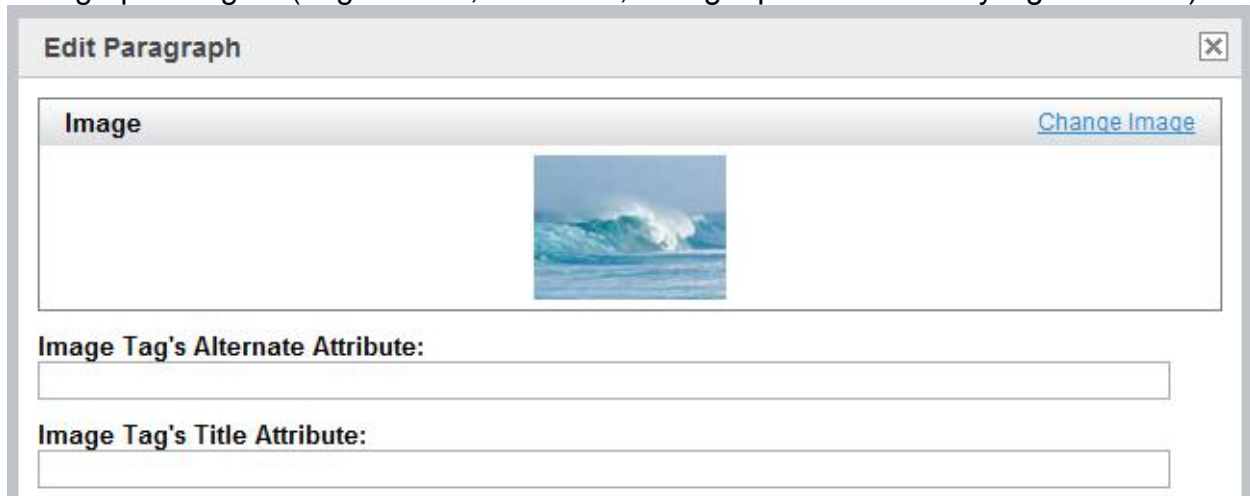 Edit Paragraph
Image Change Image
Image Tag's Alternate Attribute:
Image Tag's Title Attribute: